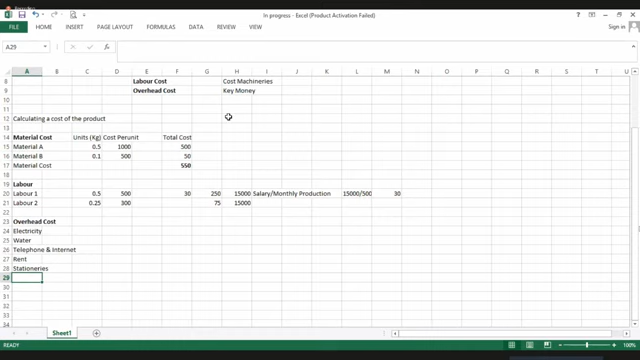 In progress - Excel (Product Activation Failed)
FILE HOME INSERT PAGE LAYOUT FORMULAS DATA REVIEW VIEW Sign in
A29 fx
A B C D E F G H I J K L M N O P Q R S T U
8 Labour Cost Cost Machineries
9 Overhead Cost Key Money
10
11
12 Calculating a cost of the product
13
14 Material Cost Units (Kg) Cost Perunit Total Cost
15 Material A 0.5 1000 500
16 Material B 0.1 500 50
17 Material Cost 550
18
19 Labour
20 Labour 1 0.5 500 30 250 15000 Salary/Monthly Production 15000/500 30
21 Labour 2 0.25 300 75 15000
22
23 Overhead Cost
24 Electricity
25 Water
26 Telephone & Internet
27 Rent
28 Stationeries
29
30
31
32
33
34
Sheet1
READY 100%